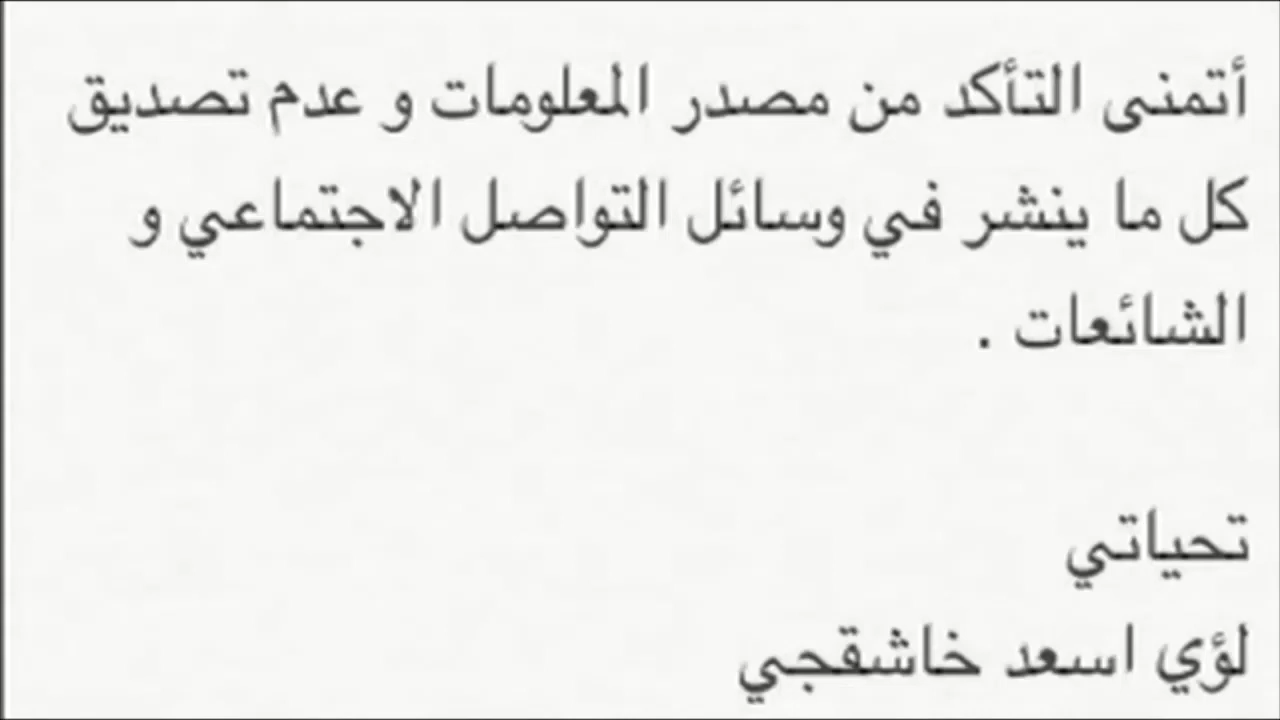 أتمنى التأكد من مصدر المعلومات و عدم تصديق
كل ما ينشر في وسائل التواصل الاجتماعي و
الشائعات .
تحياتي
لؤي اسعد خاشقجي